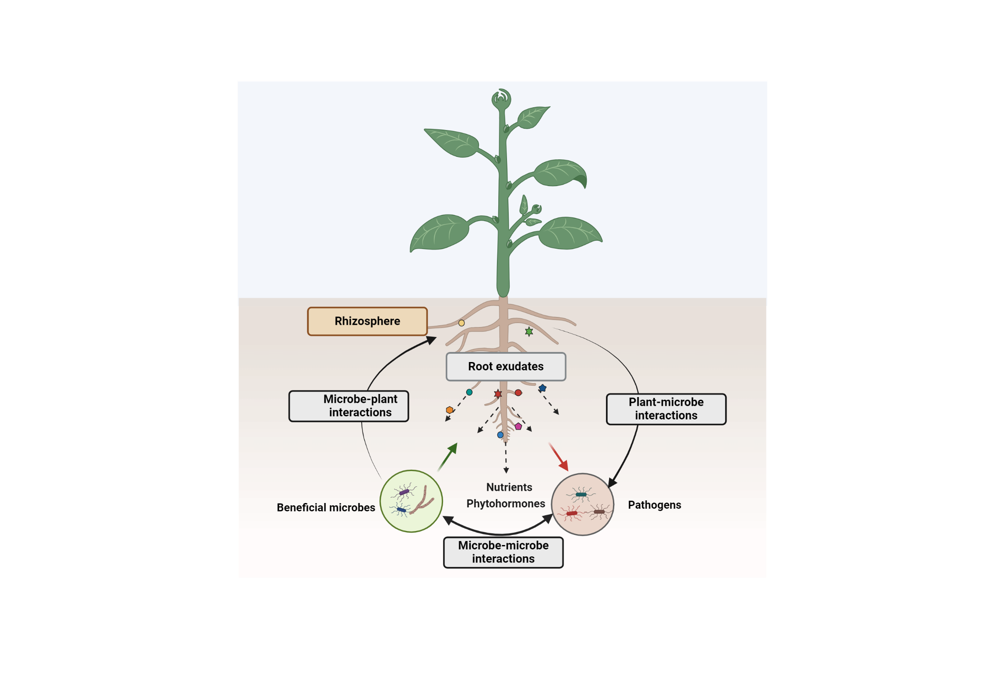 Rhizosphere
Root exudates
Microbe-plant
interactions
Plant-microbe
interactions
Nutrients
Phytohormones
Beneficial microbes
Pathogens
Microbe-microbe
interactions